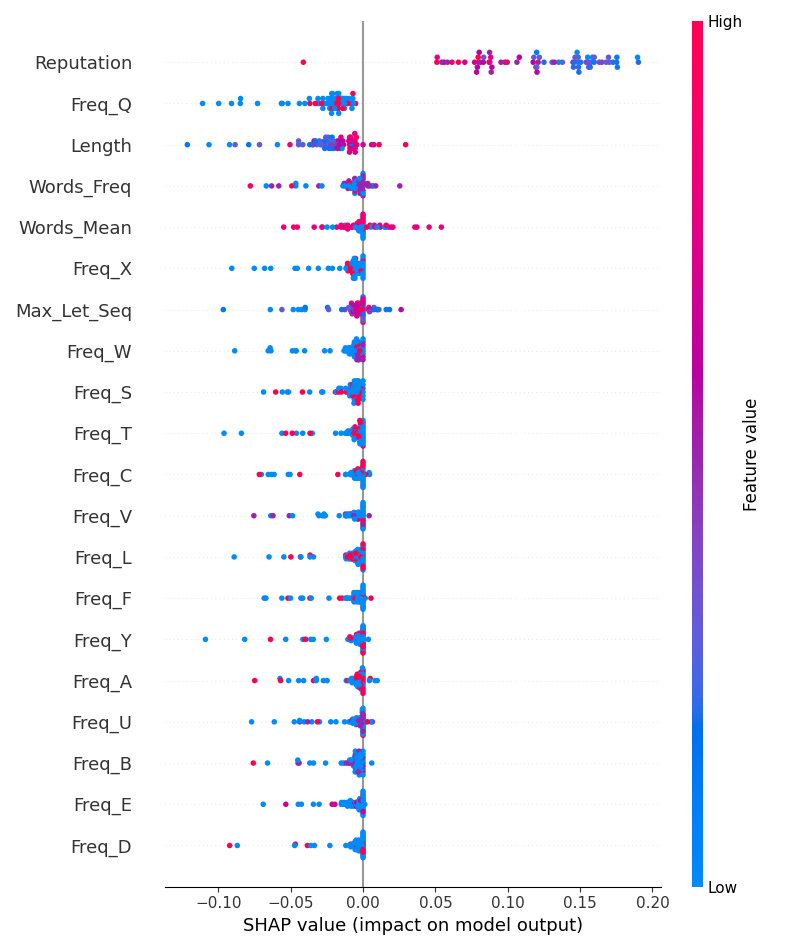 High
Reputation
Freq_Q
Length
Words_Freq
Words_Mean
Freq_X
Max_Let_Seq
Freq_W
Freq_S
Freq_T
Freq_C
Freq_V
Freq_L
Freq_F
Freq_Y
Freq_A
Freq_U
Freq_B
Freq_E
Freq_D
Feature value
Low
−0.10 −0.05 0.00 0.05 0.10 0.15 0.20
SHAP value (impact on model output)